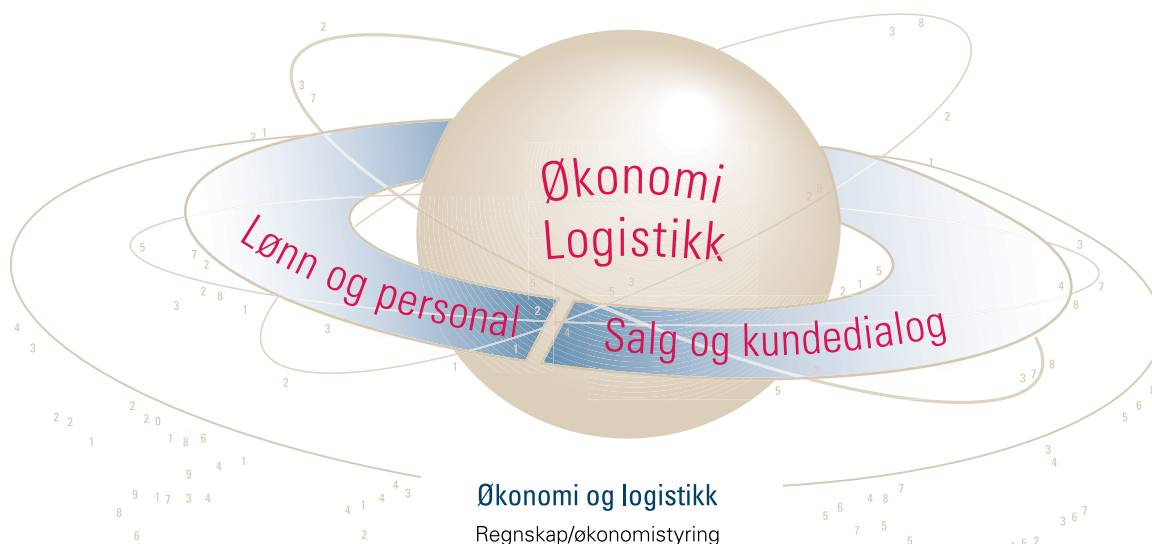 Økonomi
Logistikk
Lønn og personal
Salg og kundedialog
Økonomi og logistikk
Regnskap/økonomistyring